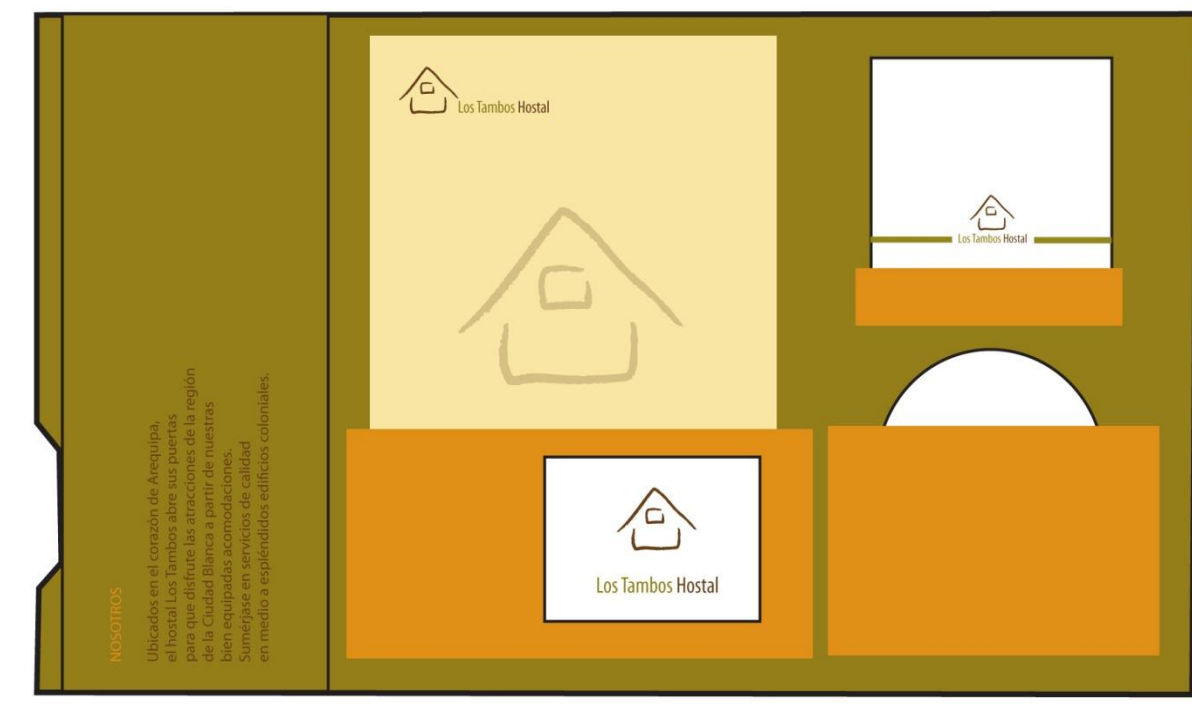 NOSOTROS
Ubicados en el corazón de Arequipa,
el hostal Los Tambos abre sus puertas
para que disfrute las atracciones de la región
de la Ciudad Blanca a partir de nuestras
bien equipadas acomodaciones.
Sumérjase en servicios de calidad
en medio a espléndidos edificios coloniales.
Los Tambos Hostal
Los Tambos Hostal
Los Tambos Hostal